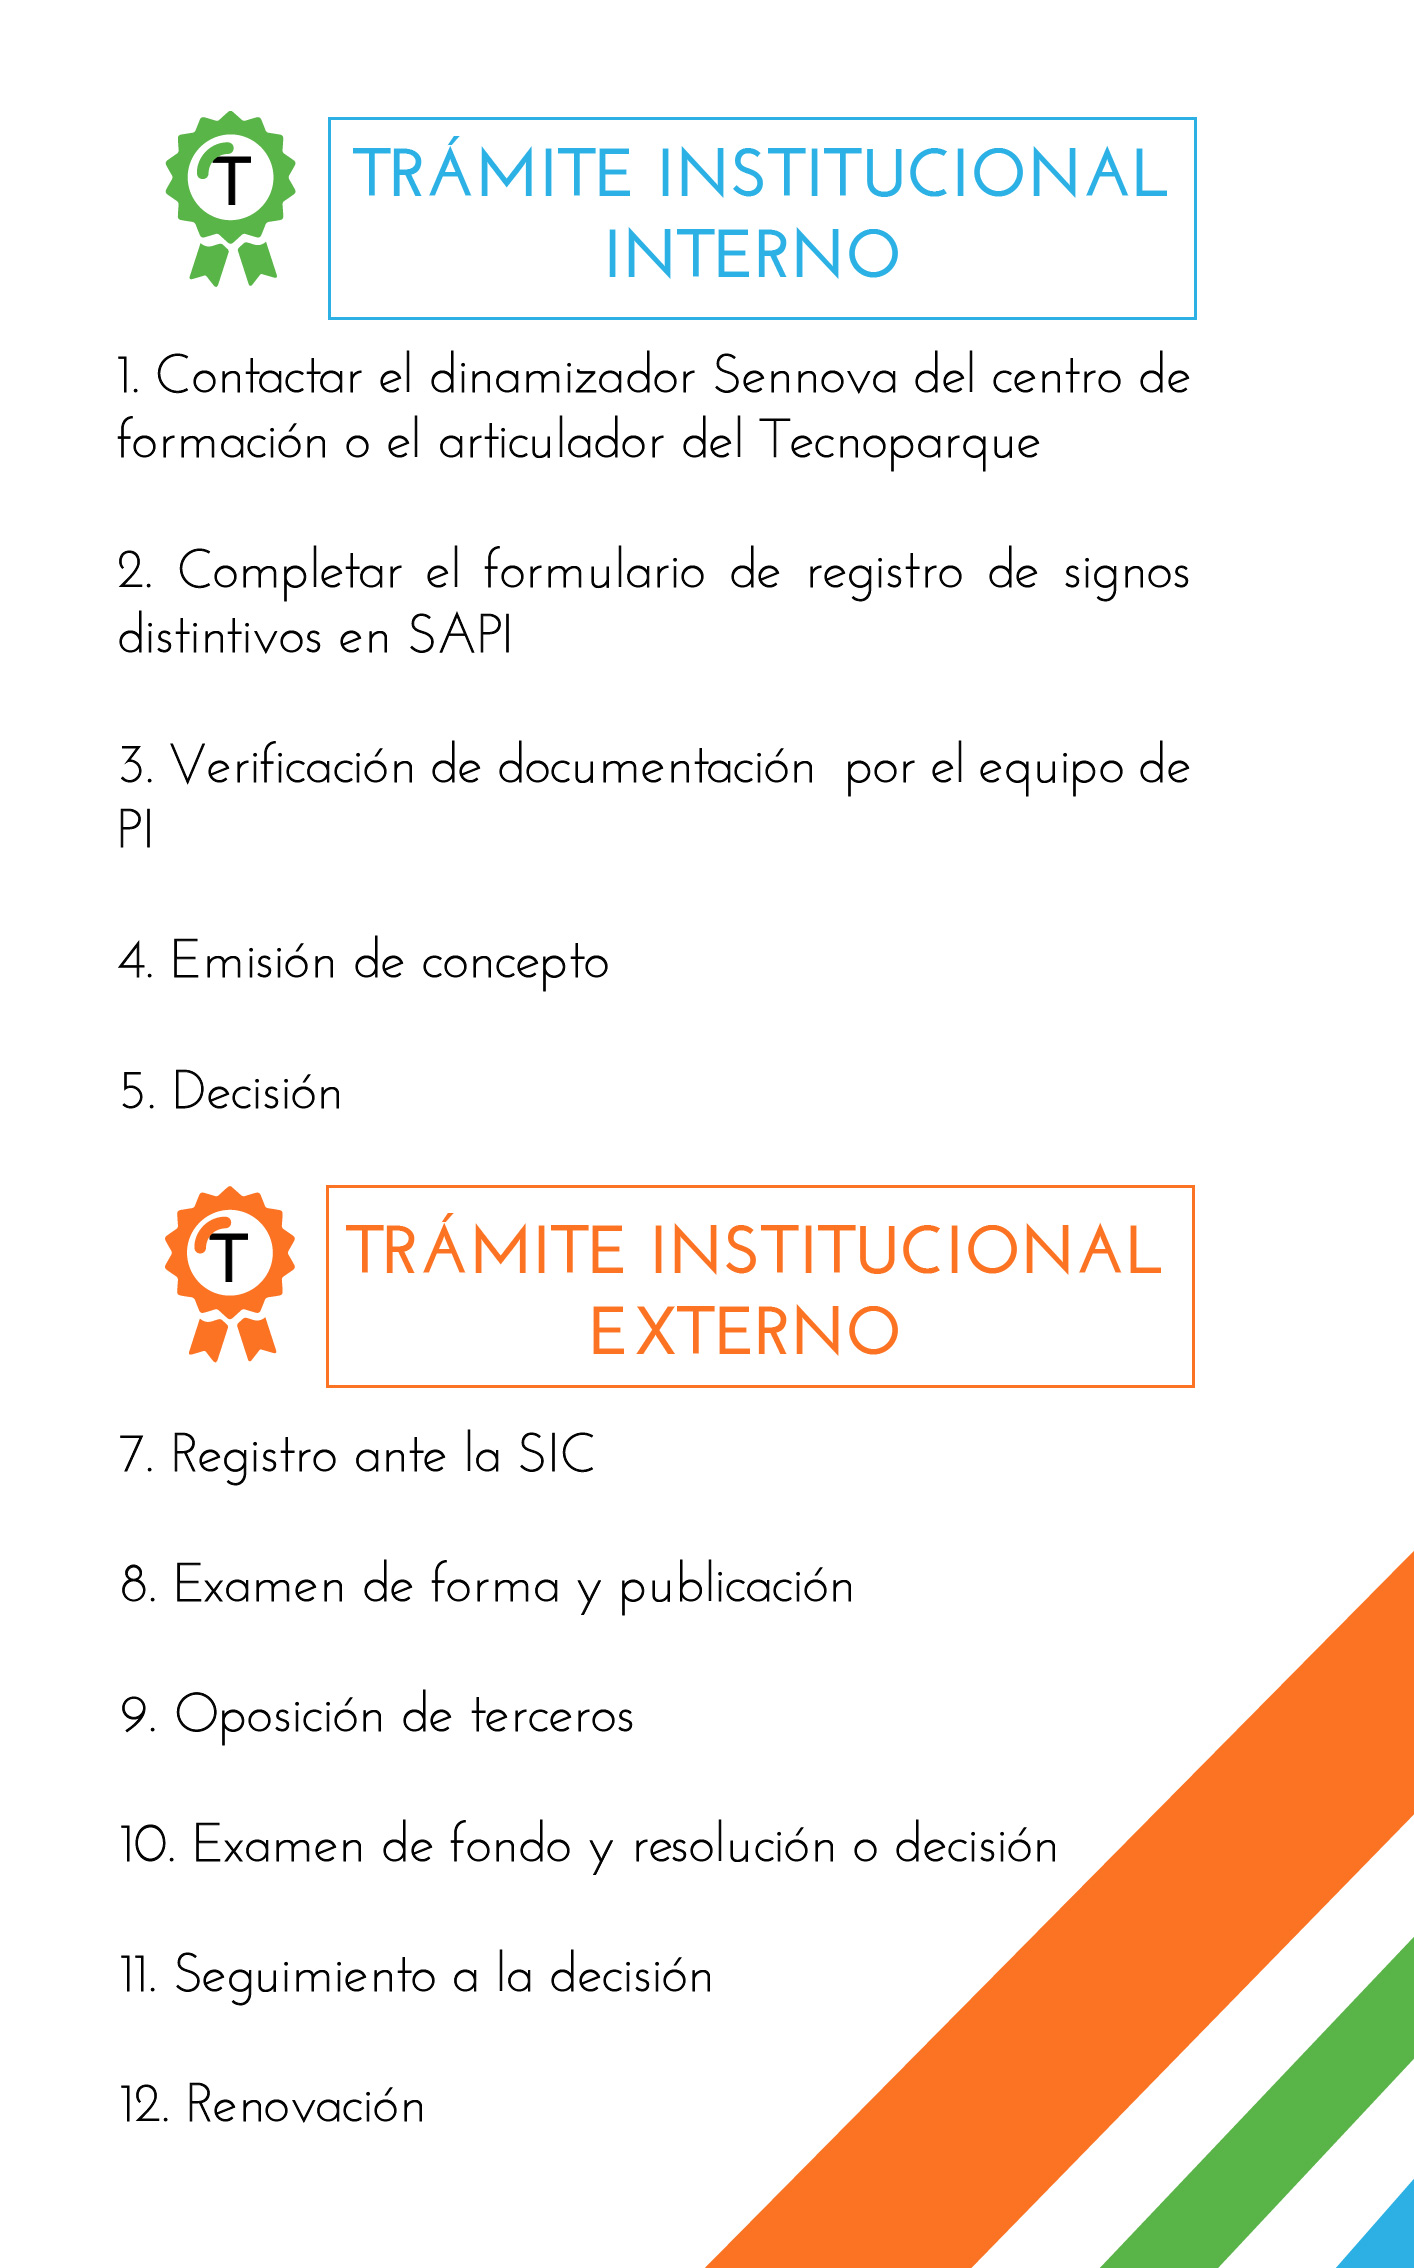 T
TRÁMITE INSTITUCIONAL
INTERNO
1. Contactar el dinamizador Sennova del centro de
formación o el articulador del Tecnoparque
2. Completar el formulario de registro de signos
distintivos en SAPI
3. Verificación de documentación por el equipo de
PI
4. Emisión de concepto
5. Decisión
T
TRÁMITE INSTITUCIONAL
EXTERNO
7. Registro ante la SIC
8. Examen de forma y publicación
9. Oposición de terceros
10. Examen de fondo y resolución o decisión
11. Seguimiento a la decisión
12. Renovación